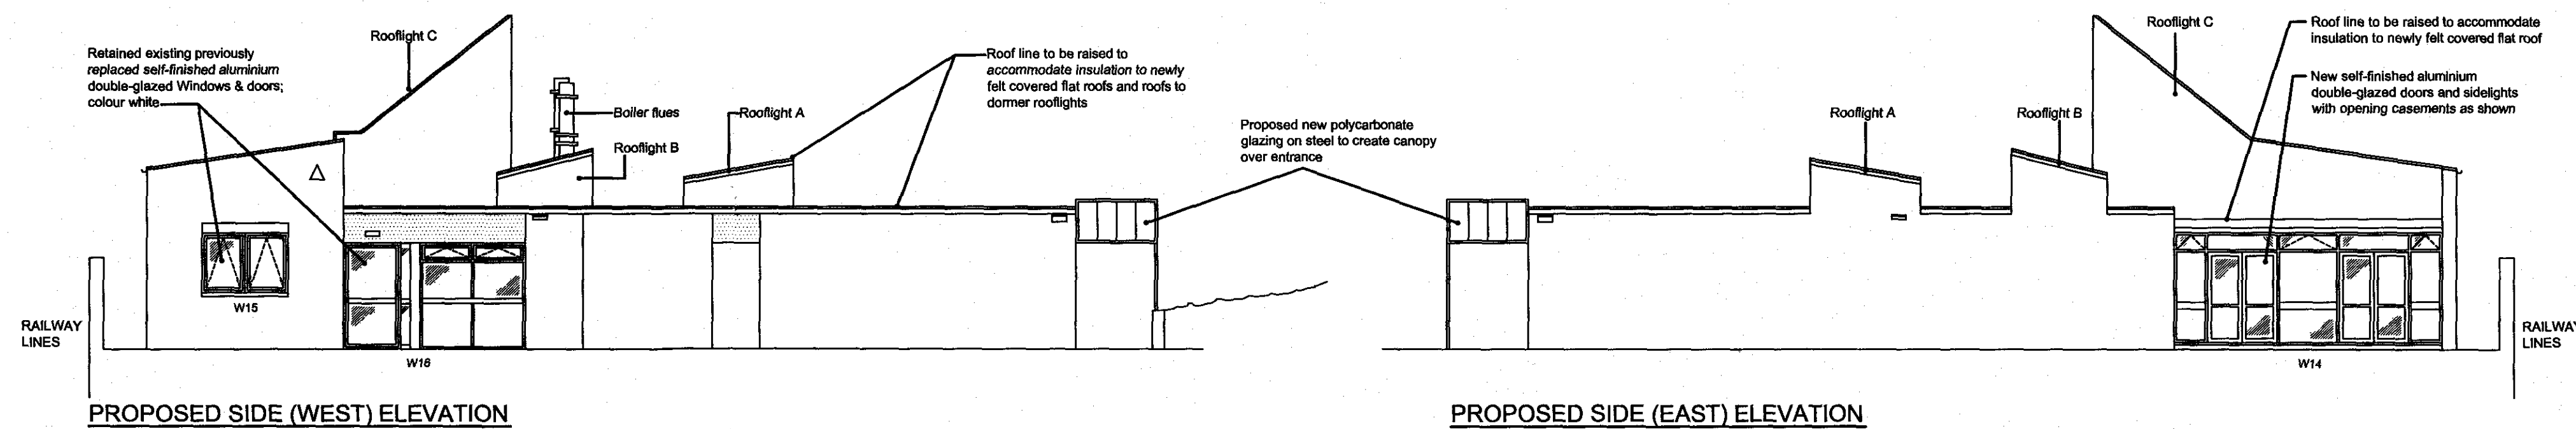 Retained existing previously
replaced self-finished aluminium
double-glazed Windows & doors;
colour white
Rooflight C
Boiler flues
Rooflight B
Rooflight A
Roof line to be raised to
accommodate insulation to newly
felt covered flat roofs and roofs to
dormer rooflights
W15
W16
RAILWAY
LINES
PROPOSED SIDE (WEST) ELEVATION
Proposed new polycarbonate
glazing on steel to create canopy
over entrance
Rooflight A
Rooflight B
Rooflight C
Roof line to be raised to accommodate
insulation to newly felt covered flat roof
New self-finished aluminium
double-glazed doors and sidelights
with opening casements as shown
W14
RAILWAY
LINES
PROPOSED SIDE (EAST) ELEVATION